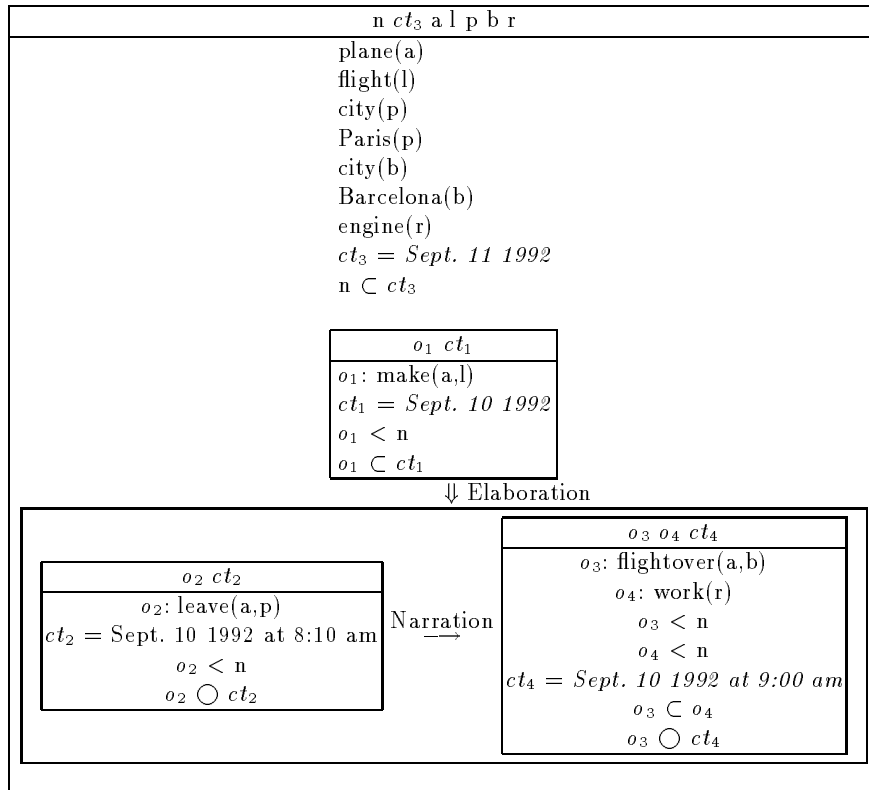 n ct₃ a l p b r
plane(a)
flight(l)
city(p)
Paris(p)
city(b)
Barcelona(b)
engine(r)
ct₃ = Sept. 11 1992
n ⊂ ct₃
o₁ ct₁
o₁: make(a,l)
ct₁ = Sept. 10 1992
o₁ < n
o₁ ⊂ ct₁
⇓ Elaboration
o₂ ct₂
o₂: leave(a,p)
ct₂ = Sept. 10 1992 at 8:10 am
o₂ < n
o₂ ◯ ct₂
Narration
⟶
o₃ o₄ ct₄
o₃: flightover(a,b)
o₄: work(r)
o₃ < n
o₄ < n
ct₄ = Sept. 10 1992 at 9:00 am
o₃ ⊂ o₄
o₃ ◯ ct₄